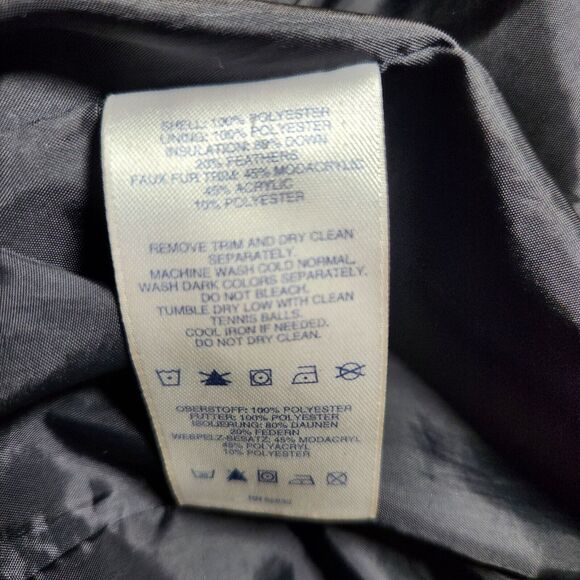 SHELL: 100% POLYESTER
LINING: 100% POLYESTER
INSULATION: 80% DOWN
20% FEATHERS
FAUX FUR TRIM: 45% MODACRYLIC
45% ACRYLIC
10% POLYESTER
REMOVE TRIM AND DRY CLEAN
SEPARATELY.
MACHINE WASH COLD NORMAL.
WASH DARK COLORS SEPARATELY.
DO NOT BLEACH.
TUMBLE DRY LOW WITH CLEAN
TENNIS BALLS.
COOL IRON IF NEEDED.
DO NOT DRY CLEAN.
OBERSTOFF: 100% POLYESTER
FUTTER: 100% POLYESTER
ISOLIERUNG: 80% DAUNEN
20% FEDERN
WEBPELZ-BESATZ: 45% MODACRYL
45% POLYACRYL
10% POLYESTER